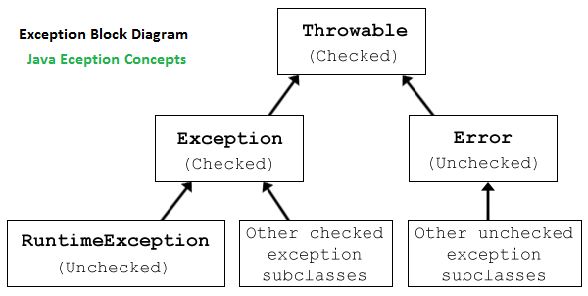 Exception Block Diagram
Java Eception Concepts
Throwable
(Checked)
Exception
(Checked)
Error
(Unchecked)
RuntimeException
(Unchecked)
Other checked
exception
subclasses
Other unchecked
exception
suoclasses